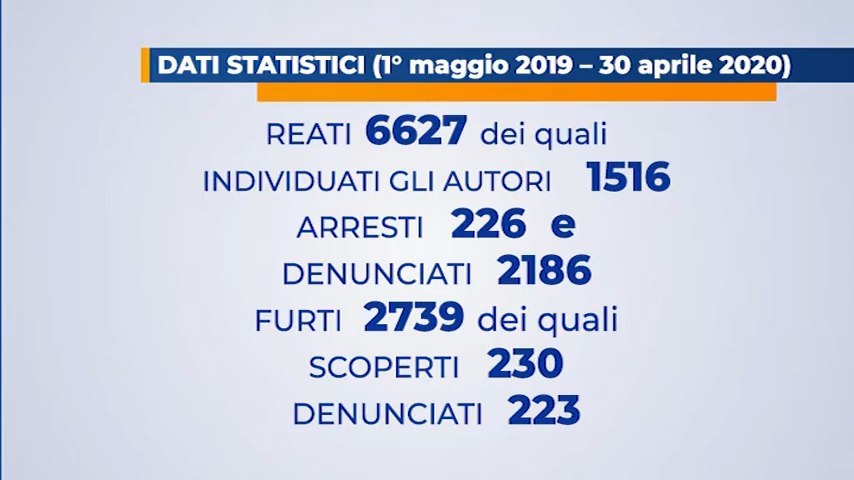 DATI STATISTICI (1° maggio 2019 – 30 aprile 2020)
REATI 6627 dei quali
INDIVIDUATI GLI AUTORI 1516
ARRESTI 226 e
DENUNCIATI 2186
FURTI 2739 dei quali
SCOPERTI 230
DENUNCIATI 223